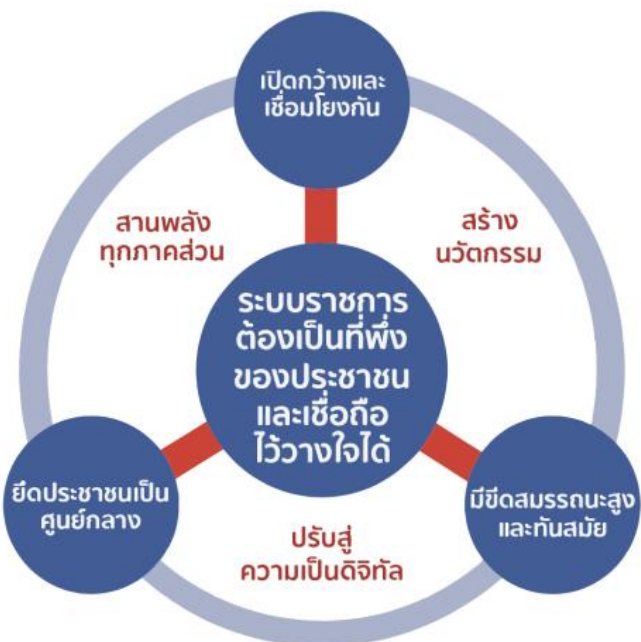 เปิดกว้างและ
เชื่อมโยงกัน
สานพลัง
ทุกภาคส่วน
สร้าง
นวัตกรรม
ระบบราชการ
ต้องเป็นที่พึ่ง
ของประชาชน
และเชื่อถือ
ไว้วางใจได้
ยึดประชาชนเป็น
ศูนย์กลาง
มีขีดสมรรถนะสูง
และทันสมัย
ปรับสู่
ความเป็นดิจิทัล